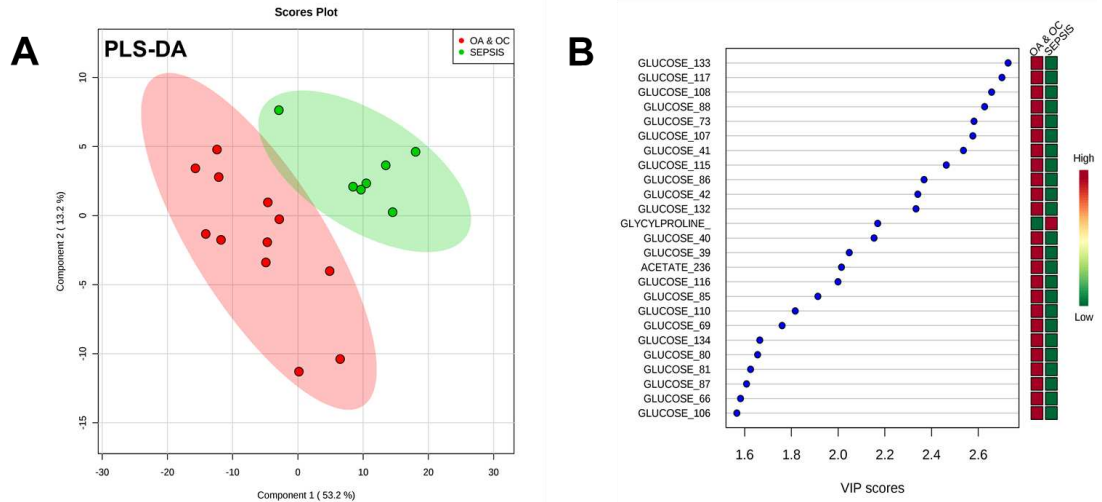 A
Scores Plot
PLS-DA
OA & OC
SEPSIS
10
5
0
-5
-10
-15
Component 2 ( 13.2 %)
-30 -20 -10 0 10 20 30
Component 1 ( 53.2 %)
B
OA & OC
SEPSIS
GLUCOSE_133
GLUCOSE_117
GLUCOSE_108
GLUCOSE_88
GLUCOSE_73
GLUCOSE_107
GLUCOSE_41
GLUCOSE_115
GLUCOSE_86
GLUCOSE_42
GLUCOSE_132
GLYCYLPROLINE_
GLUCOSE_40
GLUCOSE_39
ACETATE_236
GLUCOSE_116
GLUCOSE_85
GLUCOSE_110
GLUCOSE_69
GLUCOSE_134
GLUCOSE_80
GLUCOSE_81
GLUCOSE_87
GLUCOSE_66
GLUCOSE_106
High
Low
1.6 1.8 2.0 2.2 2.4 2.6
VIP scores